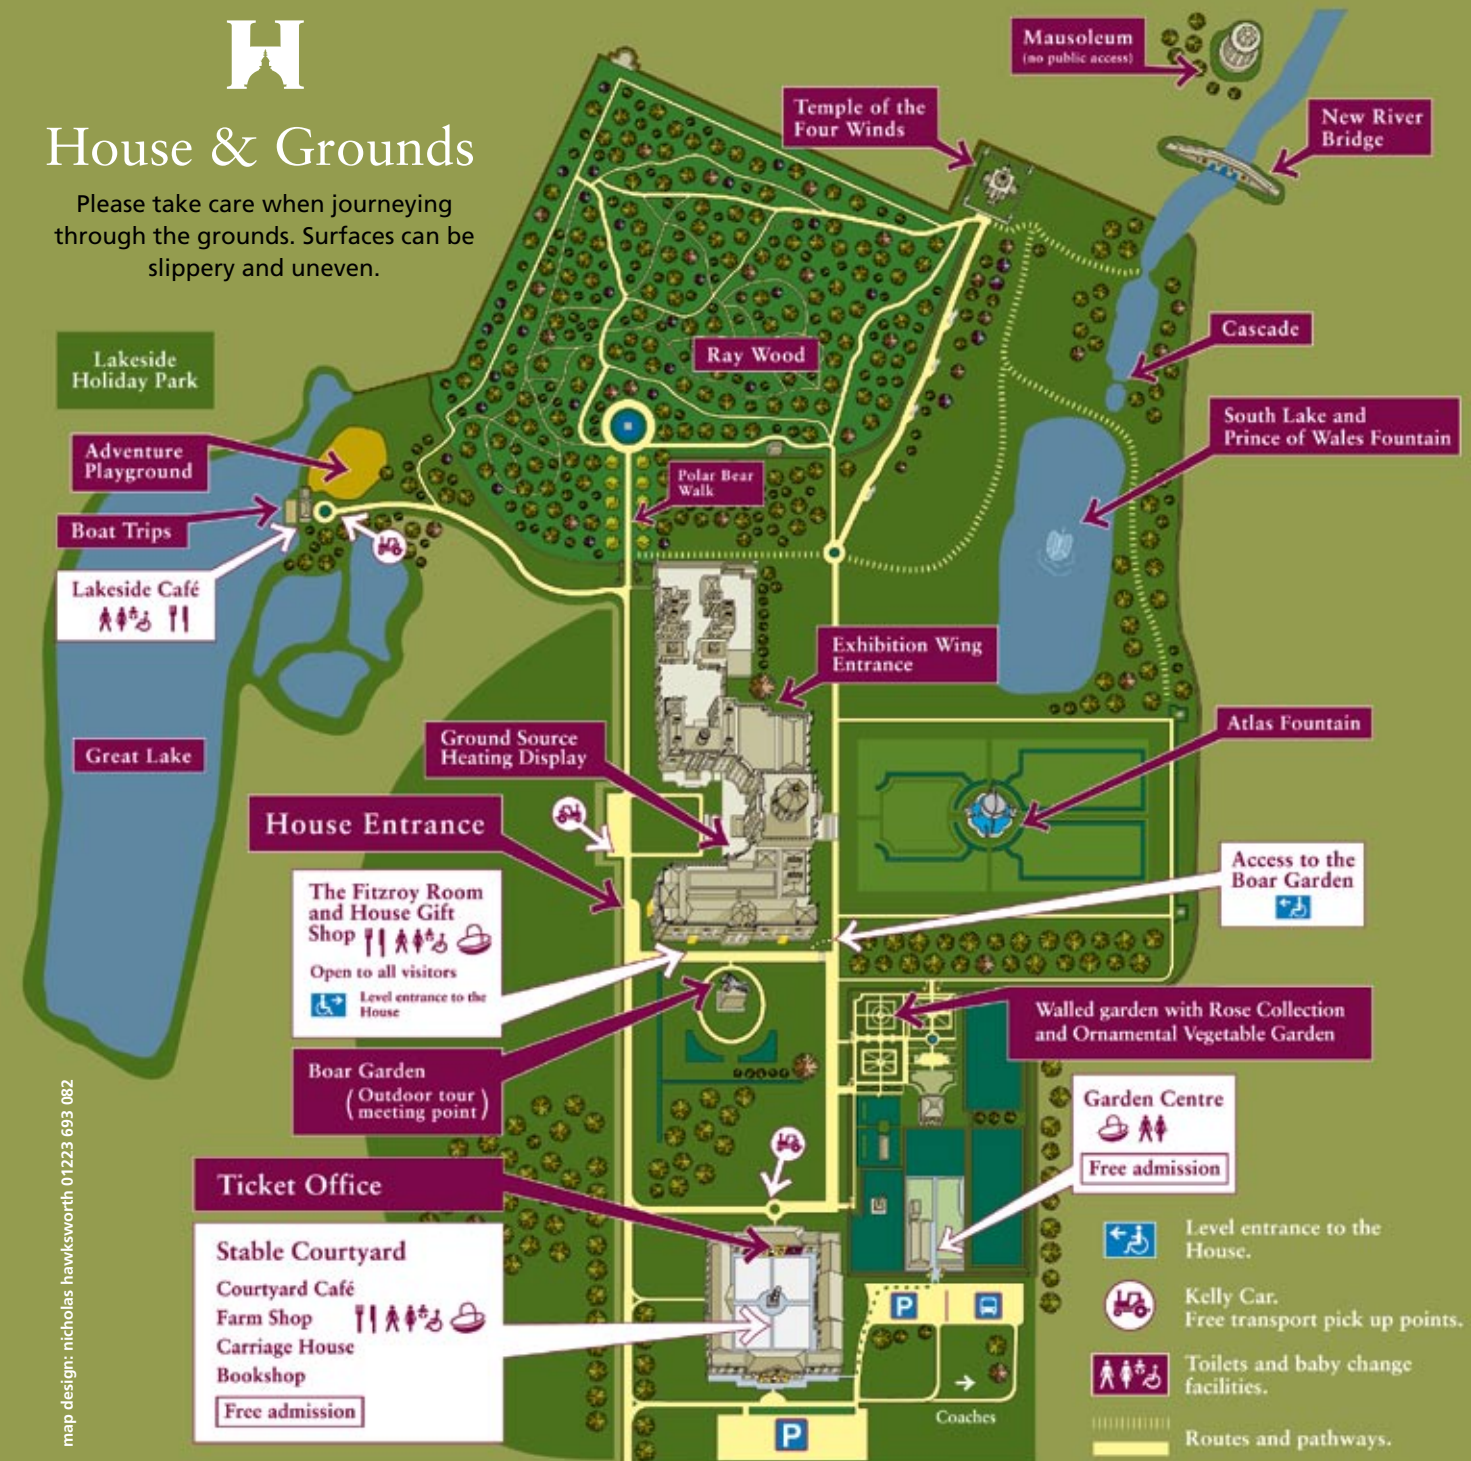 House & Grounds
Please take care when journeying
through the grounds. Surfaces can be
slippery and uneven.
Mausoleum
(no public access)
Temple of the
Four Winds
New River
Bridge
Cascade
Lakeside
Holiday Park
Ray Wood
South Lake and
Prince of Wales Fountain
Adventure
Playground
Polar Bear
Walk
Boat Trips
Lakeside Café
Exhibition Wing
Entrance
Atlas Fountain
Ground Source
Heating Display
Great Lake
House Entrance
Access to the
Boar Garden
The Fitzroy Room
and House Gift
Shop
Open to all visitors
Level entrance to the
House
Walled garden with Rose Collection
and Ornamental Vegetable Garden
Boar Garden
(Outdoor tour
meeting point)
Garden Centre
Free admission
Ticket Office
Stable Courtyard
Courtyard Café
Farm Shop
Carriage House
Bookshop
Free admission
P
P
Coaches
Level entrance to the
House.
Kelly Car.
Free transport pick up points.
Toilets and baby change
facilities.
Routes and pathways.
map design: nicholas hawksworth 01223 693 082